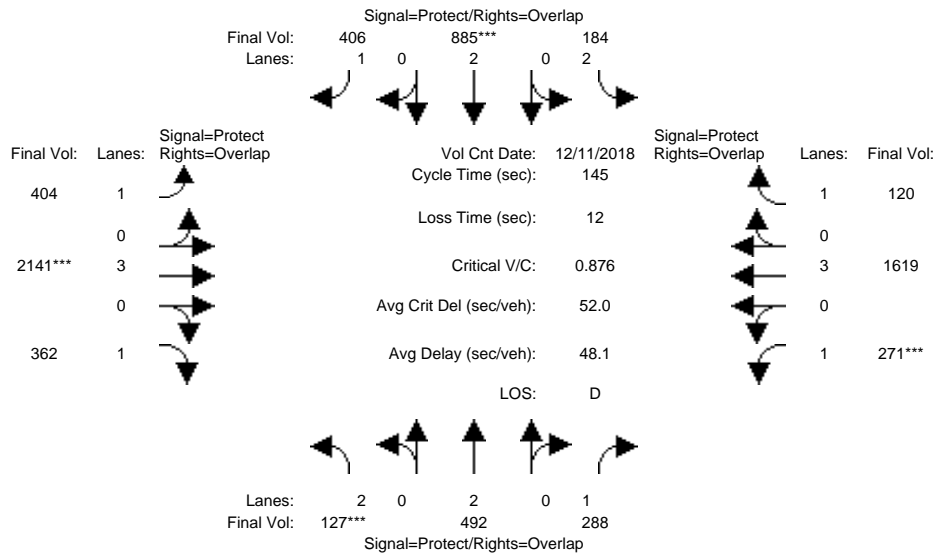 Signal=Protect/Rights=Overlap
Final Vol: 406 885*** 184
Lanes: 1 0 2 0 2
Signal=Protect
Final Vol: Lanes: Rights=Overlap
Vol Cnt Date: 12/11/2018
Signal=Protect
Rights=Overlap Lanes: Final Vol:
Cycle Time (sec): 145
404 1
1 120
Loss Time (sec): 12
0
0
2141*** 3
Critical V/C: 0.876
3 1619
0
Avg Crit Del (sec/veh): 52.0
0
362 1
Avg Delay (sec/veh): 48.1
1 271***
LOS: D
Lanes: 2 0 2 0 1
Final Vol: 127*** 492 288
Signal=Protect/Rights=Overlap